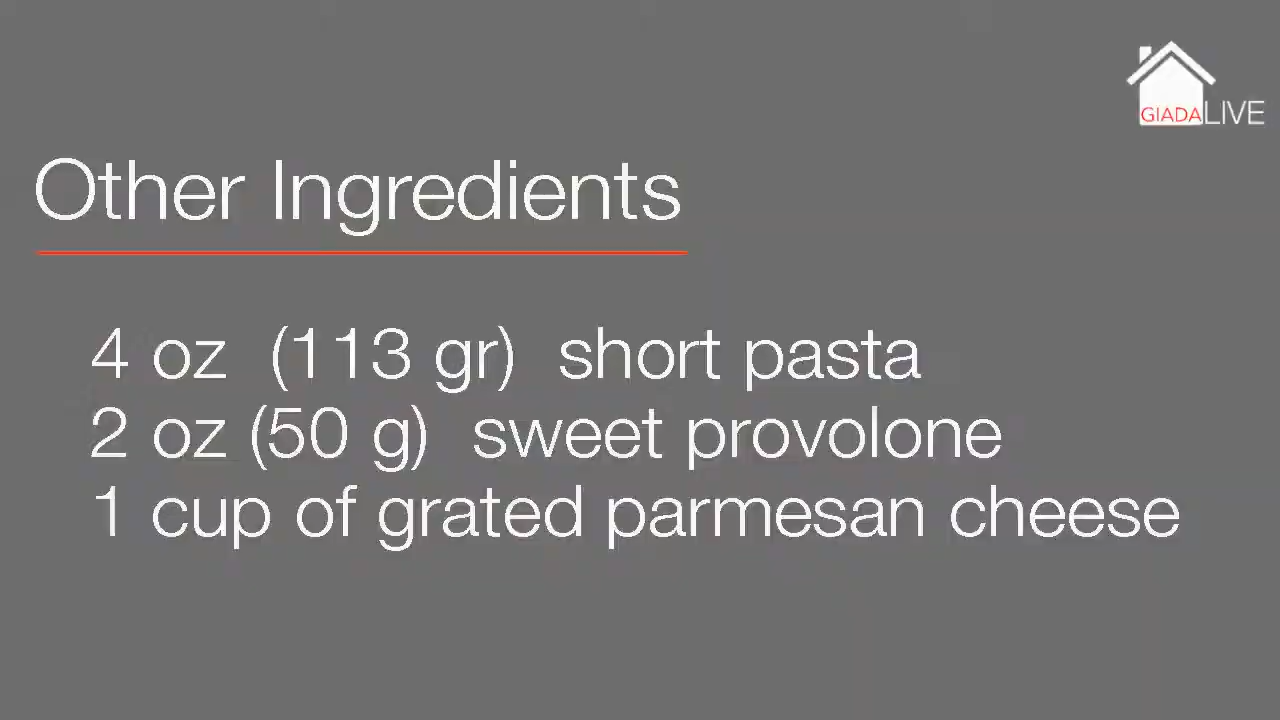 GIADALIVE
Other Ingredients
4 oz (113 gr) short pasta
2 oz (50 g) sweet provolone
1 cup of grated parmesan cheese